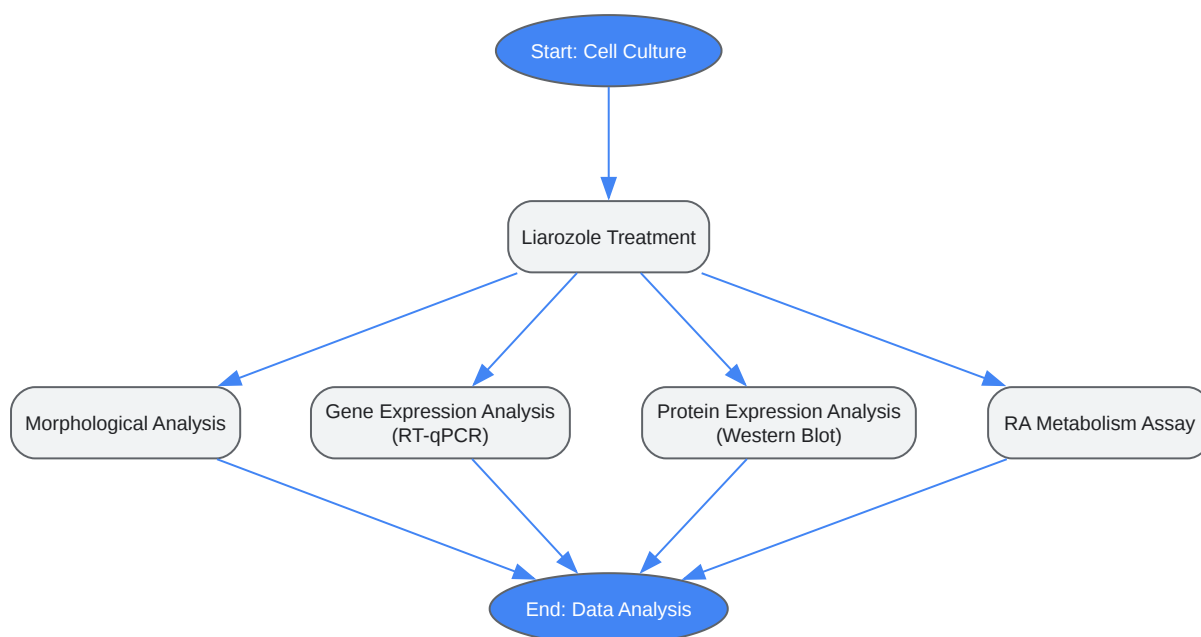 Start: Cell Culture
Liarozole Treatment
Morphological Analysis
Gene Expression Analysis
(RT-qPCR)
Protein Expression Analysis
(Western Blot)
RA Metabolism Assay
End: Data Analysis